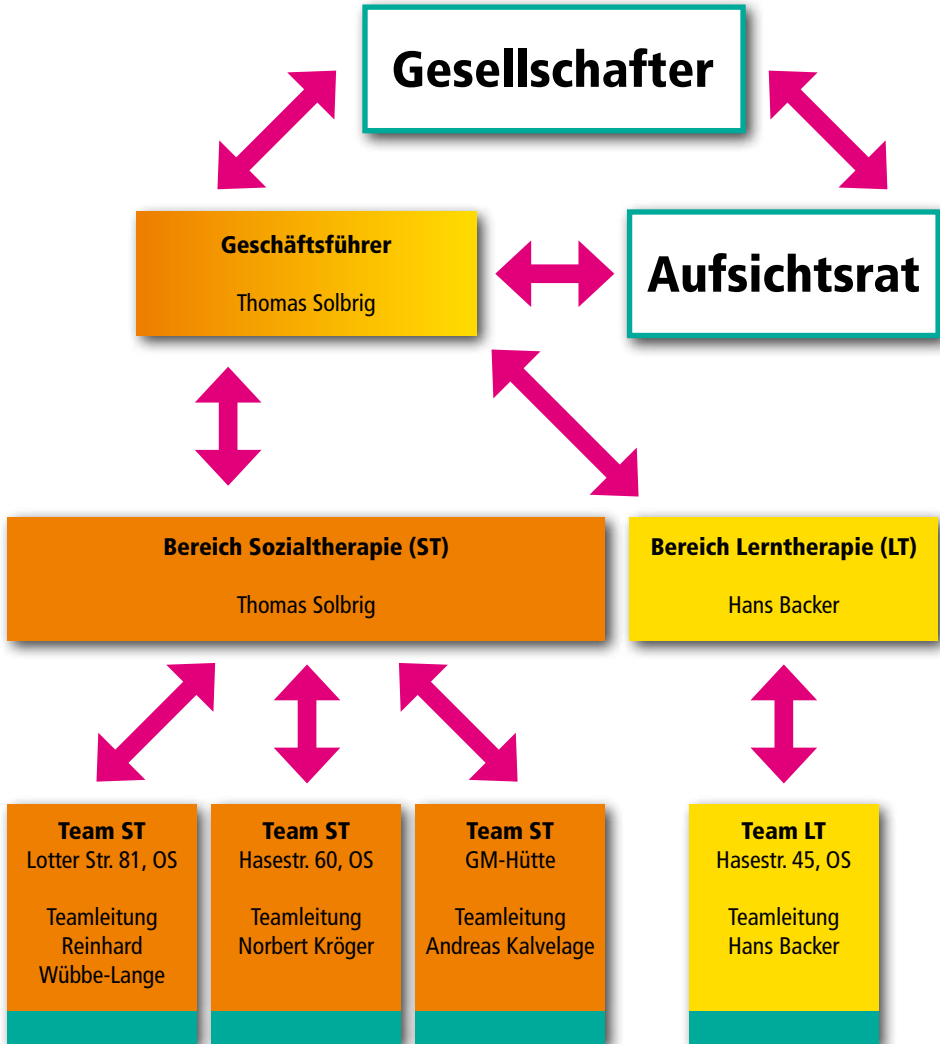 Gesellschafter
Geschäftsführer
Thomas Solbrig
Aufsichtsrat
Bereich Sozialtherapie (ST)
Thomas Solbrig
Bereich Lerntherapie (LT)
Hans Backer
Team ST
Lotter Str. 81, OS
Teamleitung
Reinhard
Wübbe-Lange
Team ST
Hasestr. 60, OS
Teamleitung
Norbert Kröger
Team ST
GM-Hütte
Teamleitung
Andreas Kalvelage
Team LT
Hasestr. 45, OS
Teamleitung
Hans Backer